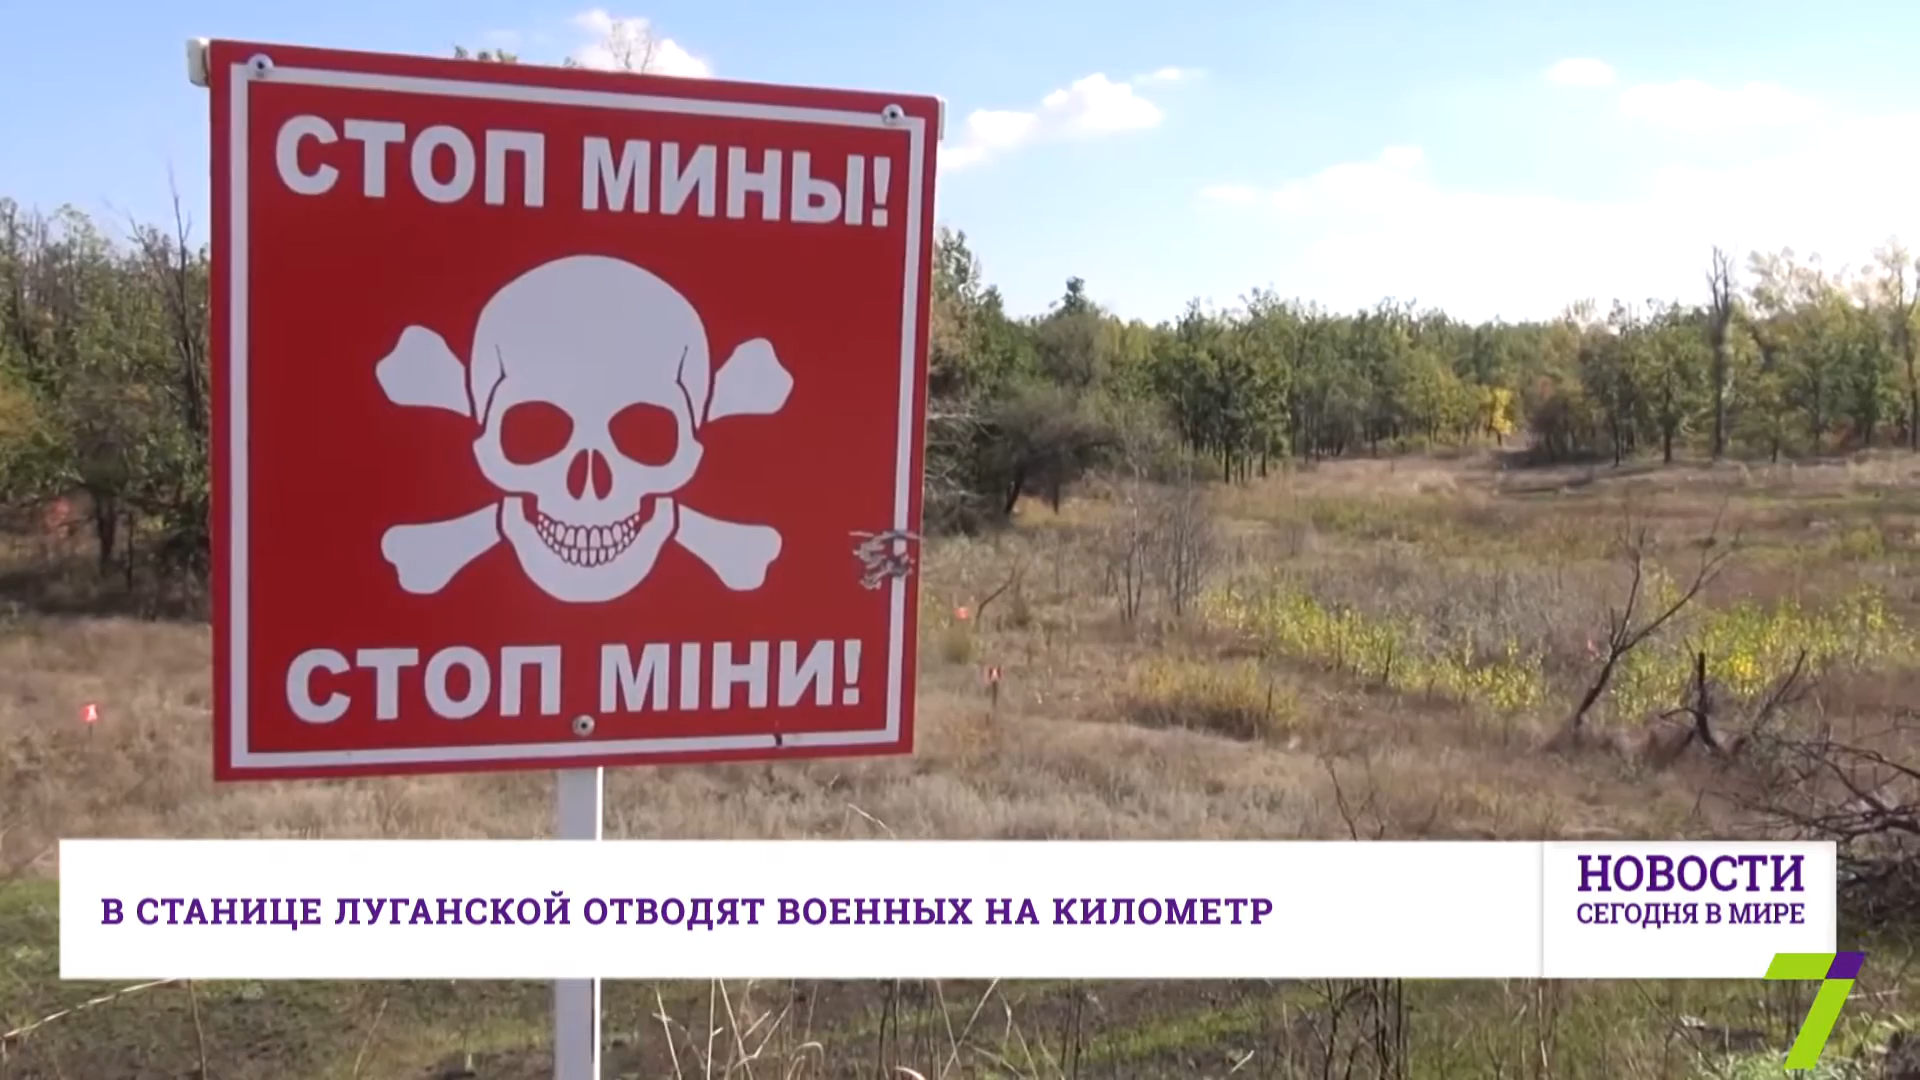 СТОП МИНЫ!
СТОП МІНИ!
В СТАНИЦЕ ЛУГАНСКОЙ ОТВОДЯТ ВОЕННЫХ НА КИЛОМЕТР
НОВОСТИ
СЕГОДНЯ В МИРЕ
7